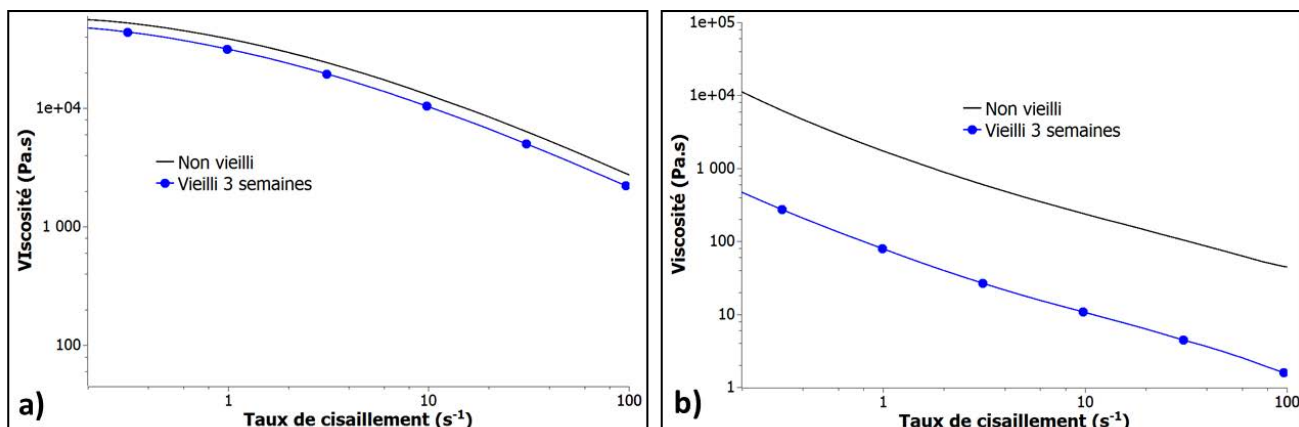 VIscosité (Pa.s)
1e+04
1 000
100
Non vieilli
Vieilli 3 semaines
1
10
100
Taux de cisaillement (s⁻¹)
a)
Viscosité (Pa.s)
1e+05
1e+04
1 000
100
10
1
Non vieilli
Vieilli 3 semaines
1
10
100
Taux de cisaillement (s⁻¹)
b)